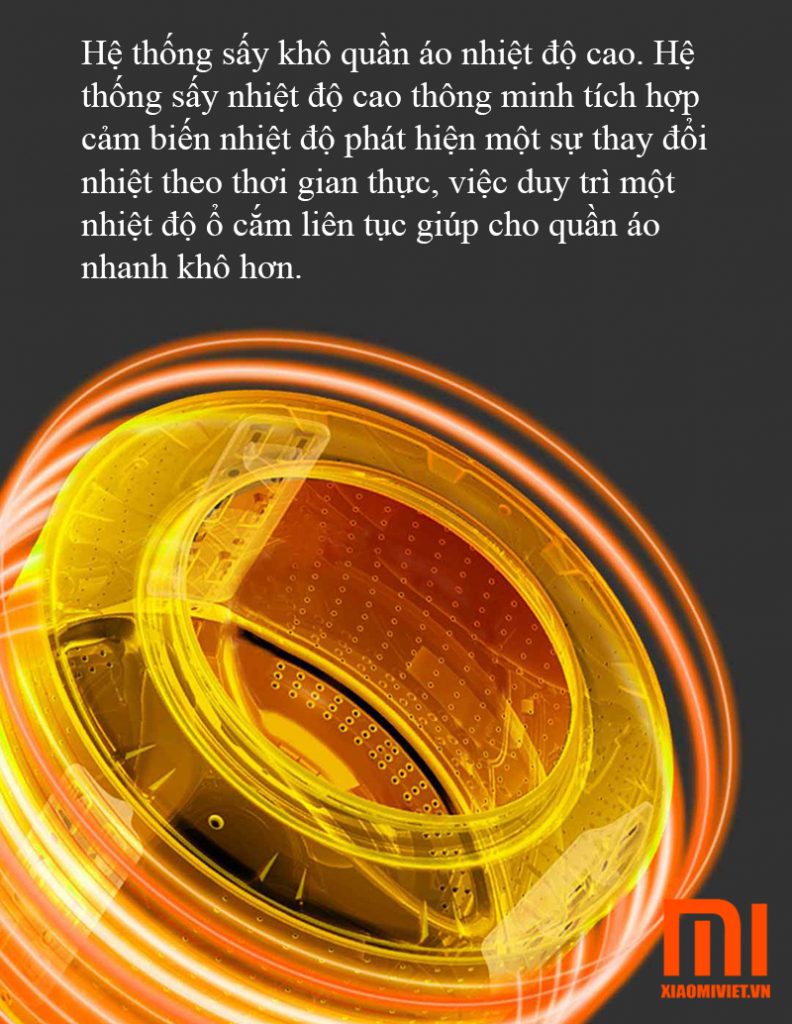 Hệ thống sấy khô quần áo nhiệt độ cao. Hệ
thống sấy nhiệt độ cao thông minh tích hợp
cảm biến nhiệt độ phát hiện một sự thay đổi
nhiệt theo thơi gian thực, việc duy trì một
nhiệt độ ổ cắm liên tục giúp cho quần áo
nhanh khô hơn.
MI
XIAOMIVIET.VN